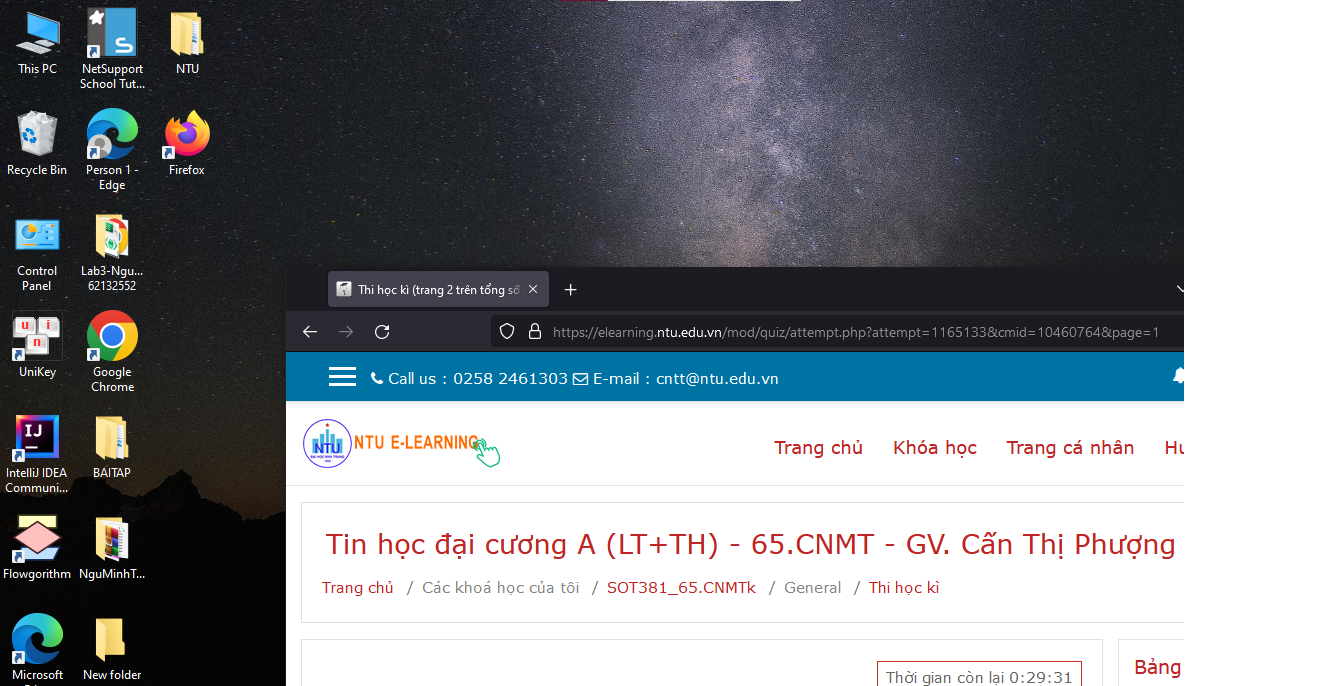 This PC
NetSupport
School Tut...
NTU
Recycle Bin
Person 1 -
Edge
Firefox
Control
Panel
Lab3-Ngu...
62132552
UniKey
Google
Chrome
IntelliJ IDEA
Communi...
BAITAP
Flowgorithm
NguMinhT...
Microsoft
New folder
Thi học kì (trang 2 trên tổng số
https://elearning.ntu.edu.vn/mod/quiz/attempt.php?attempt=1165133&cmid=10460764&page=1
Call us : 0258 2461303 E-mail : cntt@ntu.edu.vn
NTU
ĐẠI HỌC NHA TRANG
NTU E-LEARNING
Trang chủ Khóa học Trang cá nhân
Tin học đại cương A (LT+TH) - 65.CNMT - GV. Cấn Thị Phượng
Trang chủ / Các khoá học của tôi / SOT381_65.CNMTk / General / Thi học kì
Thời gian còn lại 0:29:31
Bảng